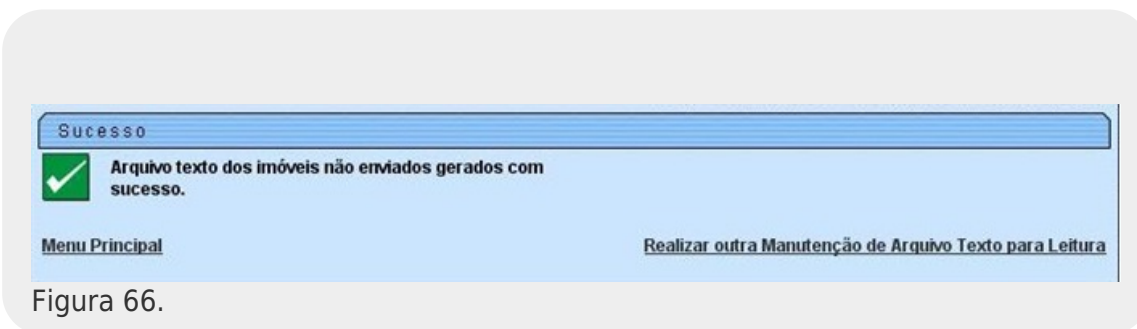 Sucesso
Arquivo texto dos imóveis não enviados gerados com
sucesso.
Menu Principal
Realizar outra Manutenção de Arquivo Texto para Leitura
Figura 66.